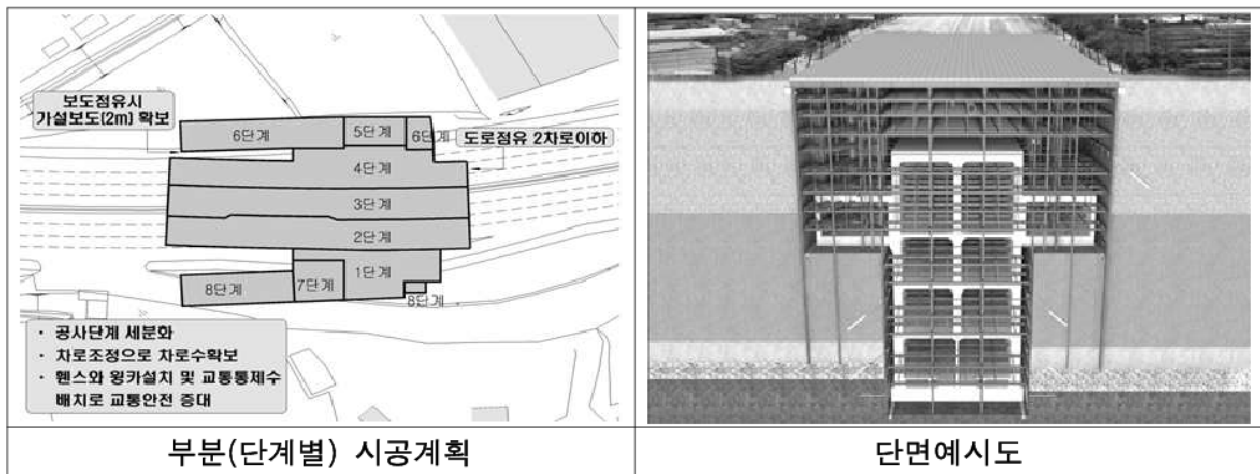 보도점유시
가설보도(2m) 확보
6단계
5단계
6단계
도로점유 2차로이하
4단계
3단계
2단계
1단계
7단계
8단계
8단계
• 공사단계 세분화
• 차로조정으로 차로수확보
• 휀스와 윙카설치 및 교통통제수
배치로 교통안전 증대
부분(단계별) 시공계획
단면예시도